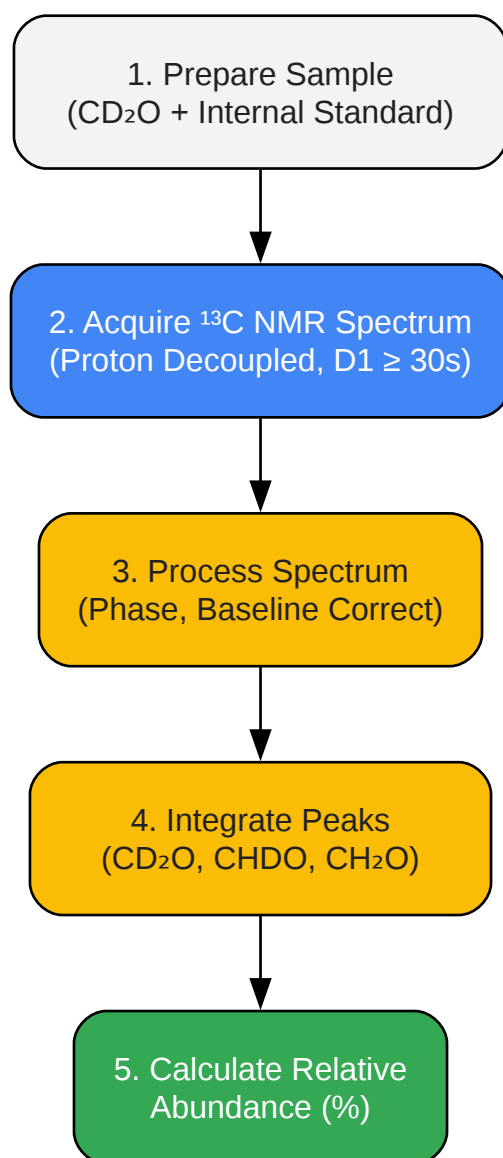 1. Prepare Sample
(CD₂O + Internal Standard)
2. Acquire ¹³C NMR Spectrum
(Proton Decoupled, D1 ≥ 30s)
3. Process Spectrum
(Phase, Baseline Correct)
4. Integrate Peaks
(CD₂O, CHDO, CH₂O)
5. Calculate Relative
Abundance (%)